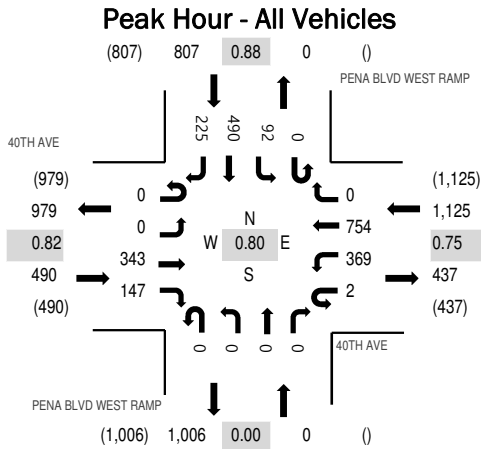 Peak Hour - All Vehicles
(807) 807 0.88 0 ()
PENA BLVD WEST RAMP
225 490 92 0
40TH AVE
(979) 0 0 (1,125)
979 0 N 754 1,125
0.82 W 0.80 E 0.75
490 343 S 369 437
(490) 147 2 (437)
0 0 0 0
40TH AVE
PENA BLVD WEST RAMP
(1,006) 1,006 0.00 0 ()